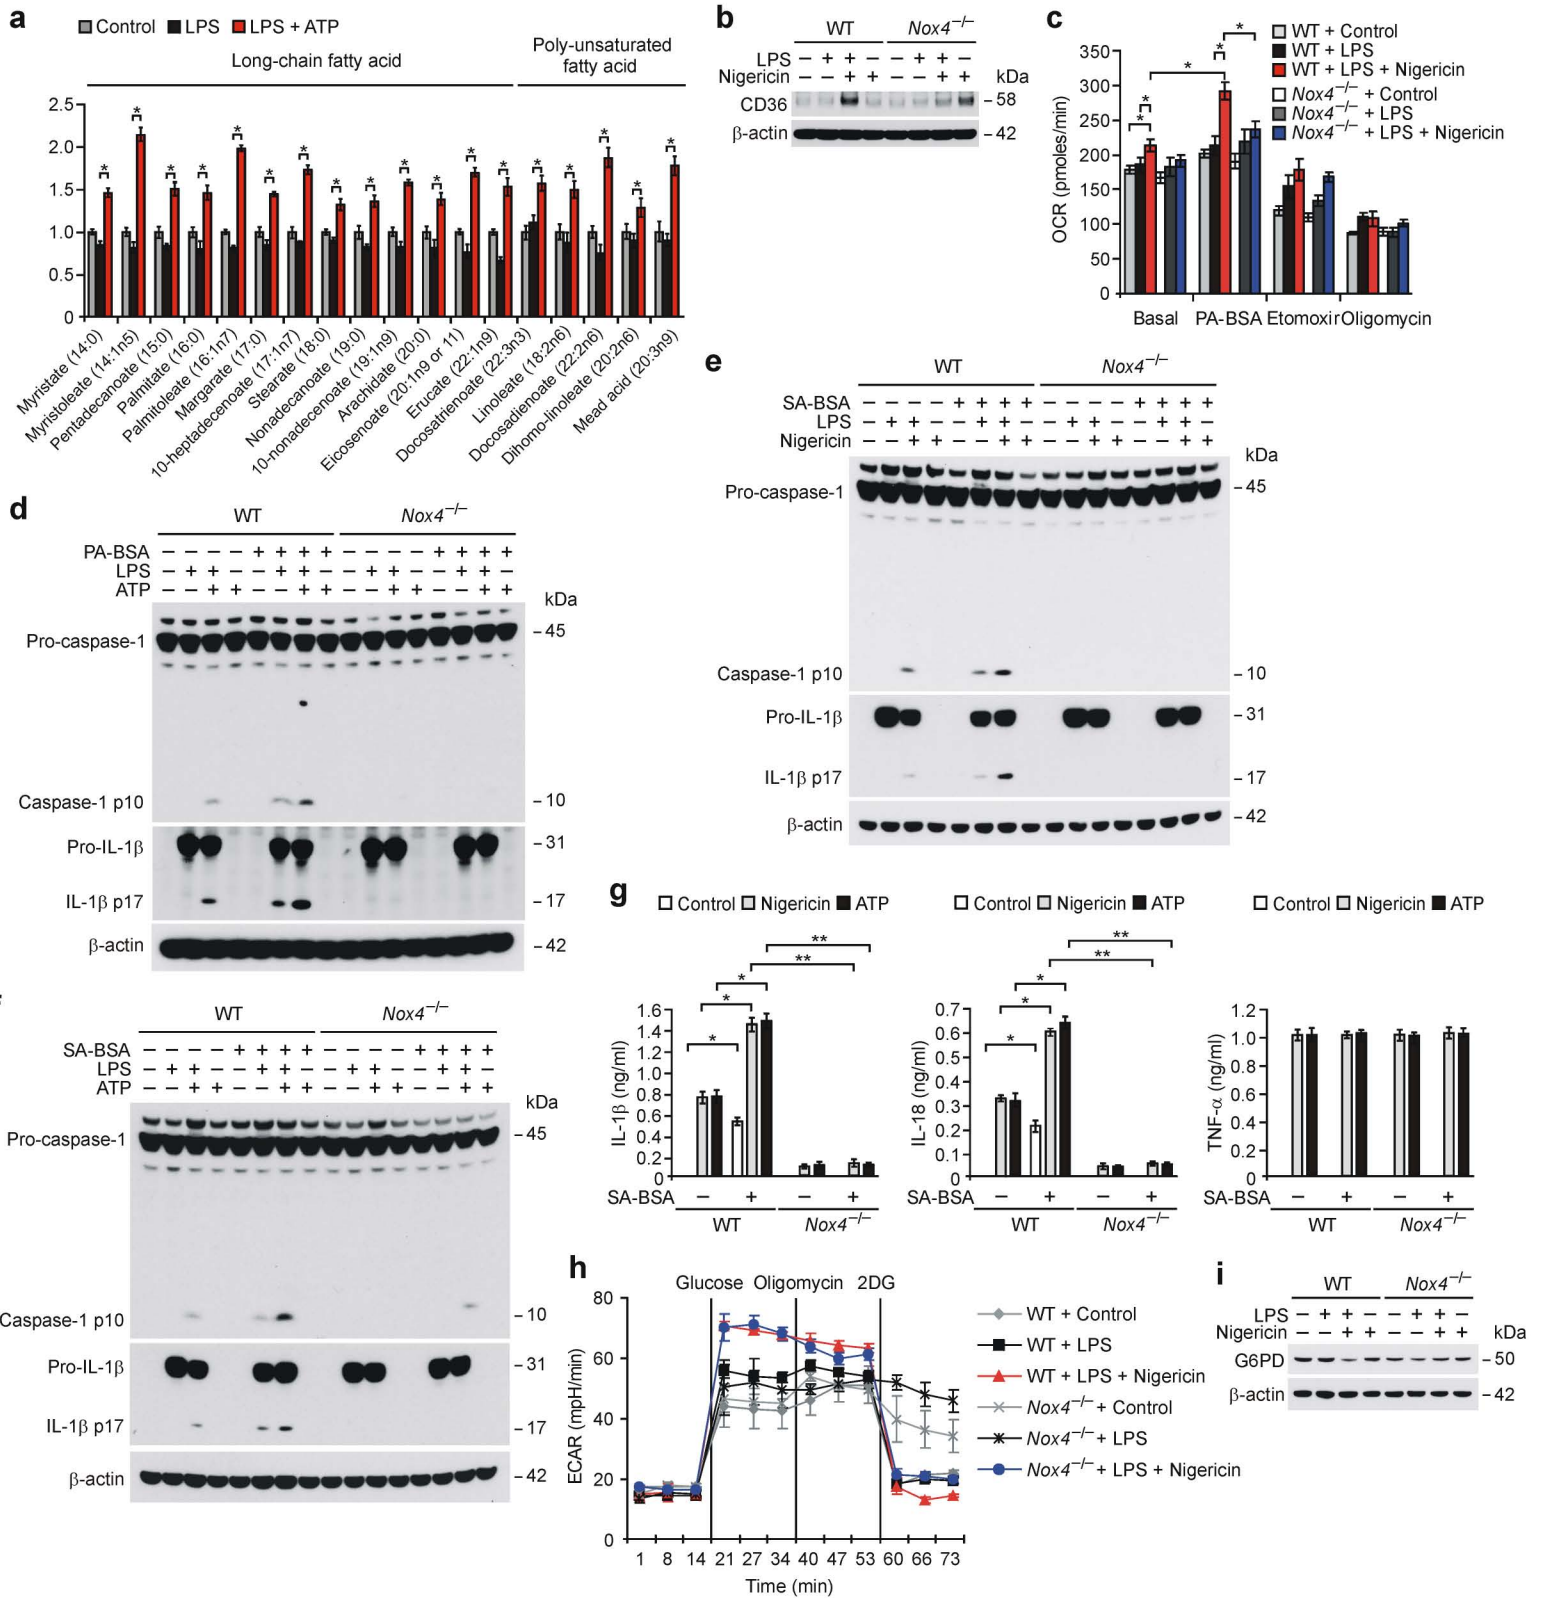 a
Control LPS LPS + ATP
Long-chain fatty acid
Poly-unsaturated
fatty acid
2.5
2.0
1.5
1.0
0.5
0
* * * * * * * * * * * * * * * * * *
Myristate (14:0)
Myristoleate (14:1n5)
Pentadecanoate (15:0)
Palmitate (16:0)
Palmitoleate (16:1n7)
Margarate (17:0)
10-heptadecenoate (17:1n7)
Stearate (18:0)
Nonadecanoate (19:0)
10-nonadecenoate (19:1n9)
Arachidate (20:0)
Eicosenoate (20:1n9 or 11)
Erucate (22:1n9)
Docosatrienoate (22:3n3)
Linoleate (18:2n6)
Docosadienoate (22:2n6)
Dihomo-linoleate (20:2n6)
Mead acid (20:3n9)
b
WT Nox4–/–
LPS – + + – – + + –
Nigericin – – + + – – + + kDa
CD36 – 58
β-actin – 42
c
WT + Control
WT + LPS
WT + LPS + Nigericin
Nox4–/– + Control
Nox4–/– + LPS
Nox4–/– + LPS + Nigericin
OCR (pmoles/min)
350
300
250
200
150
100
50
0
* * * * *
Basal PA-BSA Etomoxir Oligomycin
d
WT Nox4–/–
PA-BSA – – – – + + + + – – – – + + + +
LPS – + + – – + + – – + + – – + + –
ATP – – + + – – + + – – + + – – + +
kDa
Pro-caspase-1 – 45
Caspase-1 p10 – 10
Pro-IL-1β – 31
IL-1β p17 – 17
β-actin – 42
e
WT Nox4–/–
SA-BSA – – – – + + + + – – – – + + + +
LPS – + + – – + + – – + + – – + + –
Nigericin – – + + – – + + – – + + – – + +
kDa
Pro-caspase-1 – 45
Caspase-1 p10 – 10
Pro-IL-1β – 31
IL-1β p17 – 17
β-actin – 42
WT Nox4–/–
SA-BSA – – – – + + + + – – – – + + + +
LPS – + + – – + + – – + + – – + + –
ATP – – + + – – + + – – + + – – + +
kDa
Pro-caspase-1 – 45
Caspase-1 p10 – 10
Pro-IL-1β – 31
IL-1β p17 – 17
β-actin – 42
g
Control Nigericin ATP
IL-1β (ng/ml)
1.6
1.4
1.2
1.0
0.8
0.6
0.4
0.2
0
* * * ** **
SA-BSA – + – +
WT Nox4–/–
Control Nigericin ATP
IL-18 (ng/ml)
0.7
0.6
0.5
0.4
0.3
0.2
0.1
0
* * * ** **
SA-BSA – + – +
WT Nox4–/–
Control Nigericin ATP
TNF-α (ng/ml)
1.2
1.0
0.8
0.6
0.4
0.2
0
SA-BSA – + – +
WT Nox4–/–
h
Glucose Oligomycin 2DG
ECAR (mpH/min)
80
60
40
20
0
1 8 14 21 27 34 40 47 53 60 66 73
Time (min)
WT + Control
WT + LPS
WT + LPS + Nigericin
Nox4–/– + Control
Nox4–/– + LPS
Nox4–/– + LPS + Nigericin
i
WT Nox4–/–
LPS – + + – – + + –
Nigericin – – + + – – + + kDa
G6PD – 50
β-actin – 42